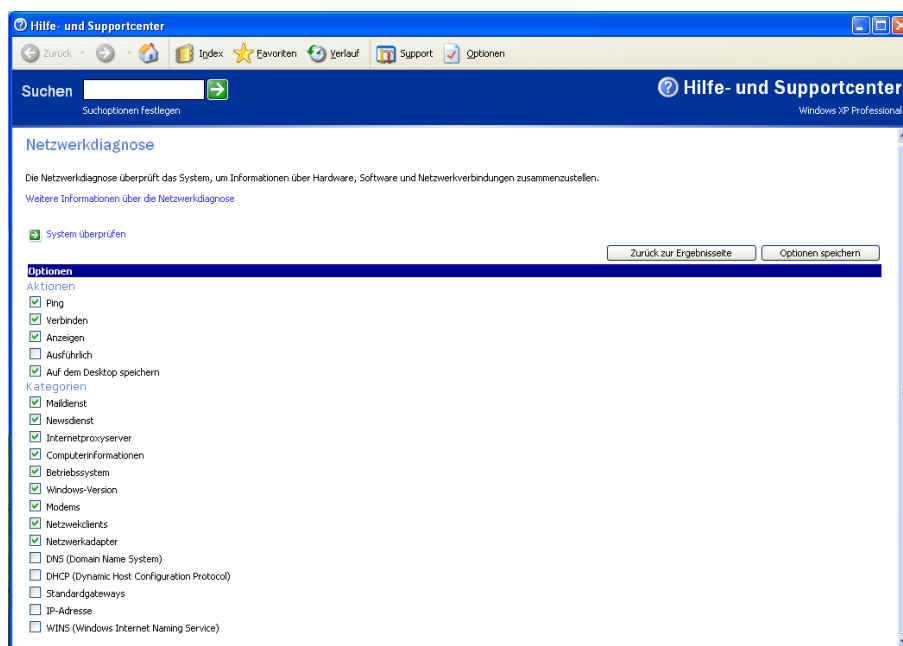 Hilfe- und Supportcenter
Zurück Index Favoriten Verlauf Support Optionen
Suchen
Suchoptionen festlegen
Hilfe- und Supportcenter
Windows XP Professional
Netzwerkdiagnose
Die Netzwerkdiagnose überprüft das System, um Informationen über Hardware, Software und Netzwerkverbindungen zusammenzustellen.
Weitere Informationen über die Netzwerkdiagnose
System überprüfen
Zurück zur Ergebnisseite Optionen speichern
Optionen
Aktionen
Ping
Verbinden
Anzeigen
Ausführlich
Auf dem Desktop speichern
Kategorien
Maildienst
Newsdienst
Internetproxyserver
Computerinformationen
Betriebssystem
Windows-Version
Modems
Netzwekclients
Netzwerkadapter
DNS (Domain Name System)
DHCP (Dynamic Host Configuration Protocol)
Standardgateways
IP-Adresse
WINS (Windows Internet Naming Service)